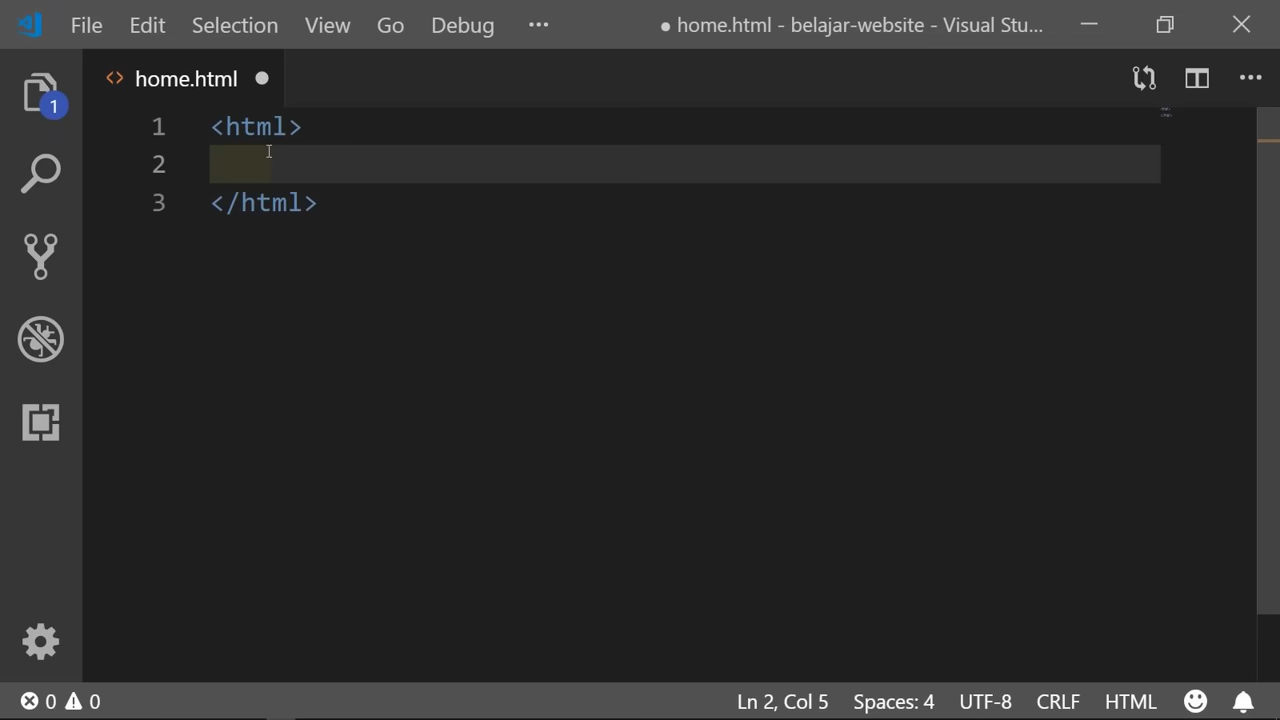 File Edit Selection View Go Debug ··· ● home.html - belajar-website - Visual Stu...
<> home.html ●
1
1 <html>
2
3 </html>
0 0 Ln 2, Col 5 Spaces: 4 UTF-8 CRLF HTML